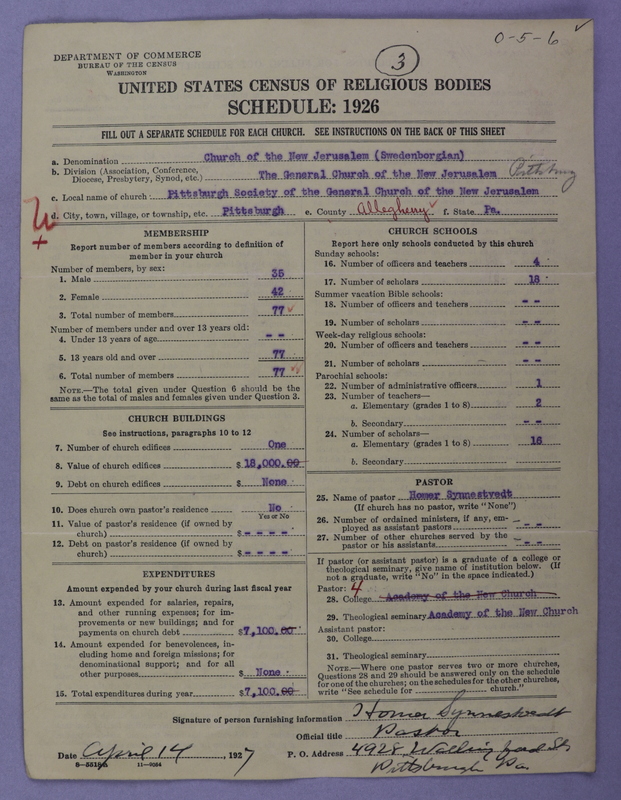 0-5-6 ✓
DEPARTMENT OF COMMERCE
BUREAU OF THE CENSUS
WASHINGTON
3
UNITED STATES CENSUS OF RELIGIOUS BODIES
SCHEDULE: 1926
FILL OUT A SEPARATE SCHEDULE FOR EACH CHURCH. SEE INSTRUCTIONS ON THE BACK OF THIS SHEET
a. Denomination Church of the New Jerusalem (Swedenborgian)
b. Division (Association, Conference, Diocese, Presbytery, Synod, etc.) The General Church of the New Jerusalem Pittsburg
c. Local name of church Pittsburgh Society of the General Church of the New Jerusalem
d. City, town, village, or township, etc. Pittsburgh e. County Allegheny ✓ f. State Pa.
MEMBERSHIP
Report number of members according to definition of
member in your church
Number of members, by sex:
1. Male 35
2. Female 42
3. Total number of members 77 ✓
Number of members under and over 13 years old:
4. Under 13 years of age - -
5. 13 years old and over 77
6. Total number of members 77
NOTE.—The total given under Question 6 should be
same as the total of males and females given under Question 3.
CHURCH BUILDINGS
See instructions, paragraphs 10 to 12
7. Number of church edifices One
8. Value of church edifices $18,000.00
9. Debt on church edifices $ None
10. Does church own pastor's residence No
Yes or No
11. Value of pastor's residence (if owned by
church) $ - - - -
12. Debt on pastor's residence (if owned by
church) $ - - - -
EXPENDITURES
Amount expended by your church during last fiscal year
13. Amount expended for salaries, repairs,
and other running expenses; for im-
provements or new buildings; and for
payments on church debt $7,100.00
14. Amount expended for benevolences, in-
cluding home and foreign missions; for
denominational support; and for all
other purposes $ None
15. Total expenditures during year $7,100.00
CHURCH SCHOOLS
Report here only schools conducted by this church
Sunday schools:
16. Number of officers and teachers 4
17. Number of scholars 18
Summer vacation Bible schools:
18. Number of officers and teachers - -
19. Number of scholars - -
Week-day religious schools:
20. Number of officers and teachers - -
21. Number of scholars - -
Parochial schools:
22. Number of administrative officers 1
23. Number of teachers—
a. Elementary (grades 1 to 8) 2
b. Secondary - -
24. Number of scholars—
a. Elementary (grades 1 to 8) 16
b. Secondary
PASTOR
25. Name of pastor Homer Synnestvedt
(If church has no pastor, write "None")
26. Number of ordained ministers, if any, em-
ployed as assistant pastors - -
27. Number of other churches served by the
pastor or his assistants - -
If pastor (or assistant pastor) is a graduate of a college or
theological seminary, give name of institution below. (If
not a graduate, write "No" in the space indicated.)
Pastor: 4
28. College Academy of the New Church
29. Theological seminary Academy of the New Church
Assistant pastor:
30. College
31. Theological seminary
NOTE.—Where one pastor serves two or more churches,
Questions 28 and 29 should be answered only on the schedule
for one of the churches; on the schedules for the other churches,
write "See schedule for church."
Signature of person furnishing information Homer Synnestvedt
Official title Pastor
Date April 14, 1927 P. O. Address 4928 Wallingford St
8-5518a 11-9054 Pittsburgh Pa.